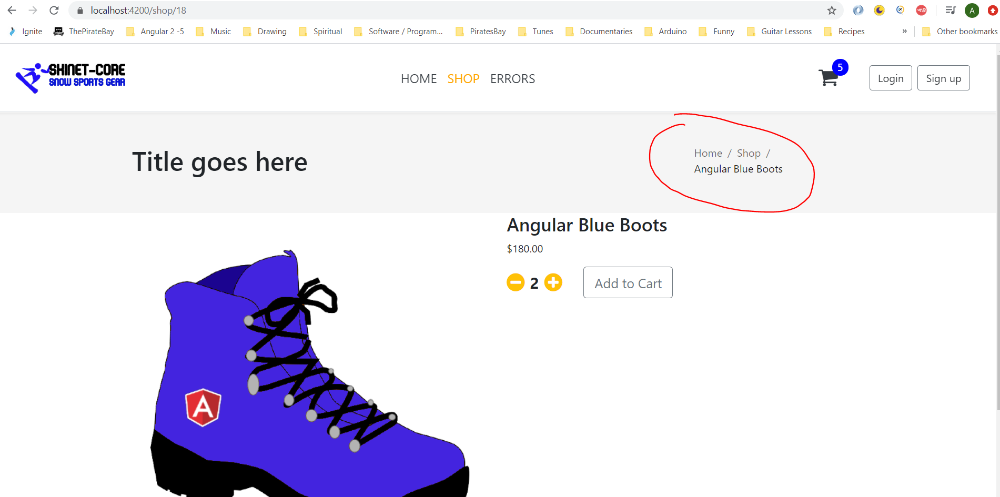 localhost:4200/shop/18
A
B
Ignite ThePirateBay Angular 2 -5 Music Drawing Spiritual Software / Program... PiratesBay Tunes Documentaries Arduino Funny Guitar Lessons Recipes » Other bookmarks
SKINET-CORE
SNOW SPORTS GEAR
HOME SHOP ERRORS
5
Login Sign up
Title goes here
Home / Shop /
Angular Blue Boots
Angular Blue Boots
$180.00
2
Add to Cart
A